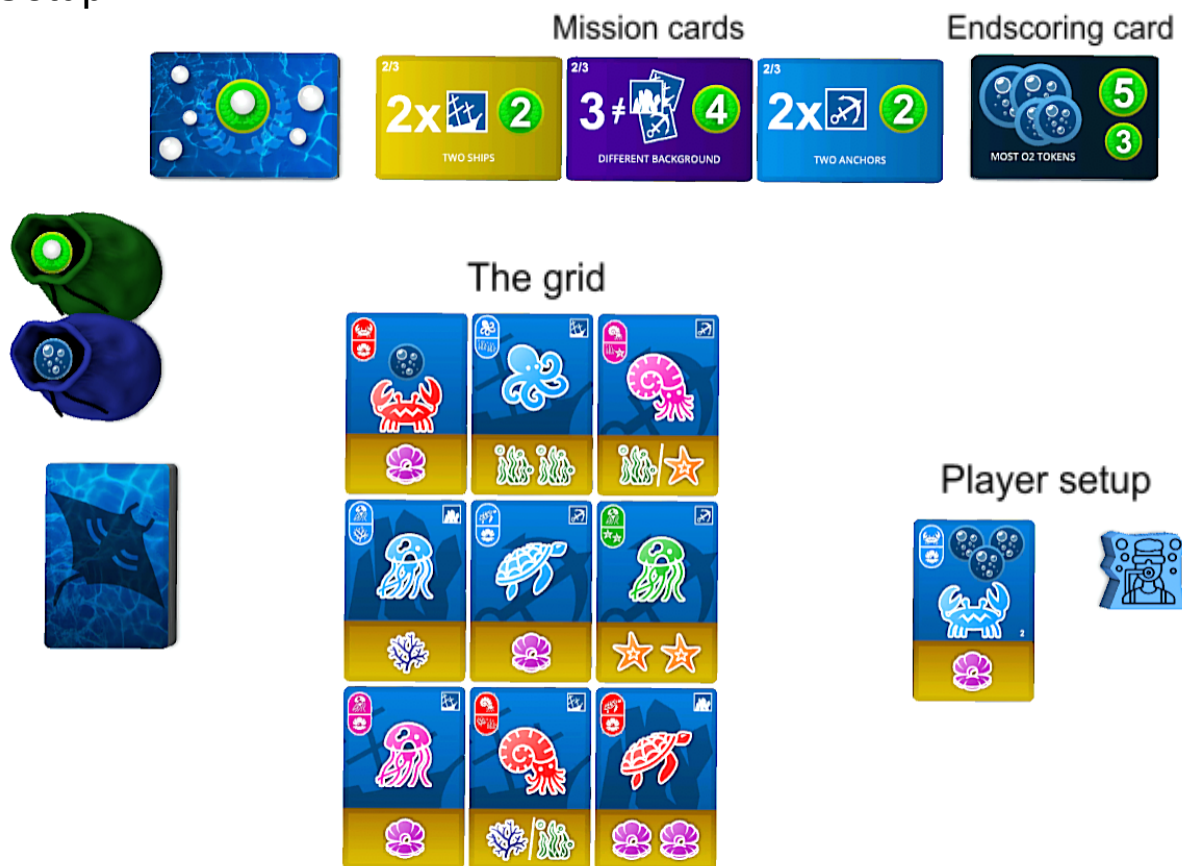 Setup
Mission cards
Endscoring card
2/3
2x
2
TWO SHIPS
2/3
3 ≠
4
DIFFERENT BACKGROUND
2/3
2x
2
TWO ANCHORS
5
3
MOST O2 TOKENS
The grid
Player setup
2